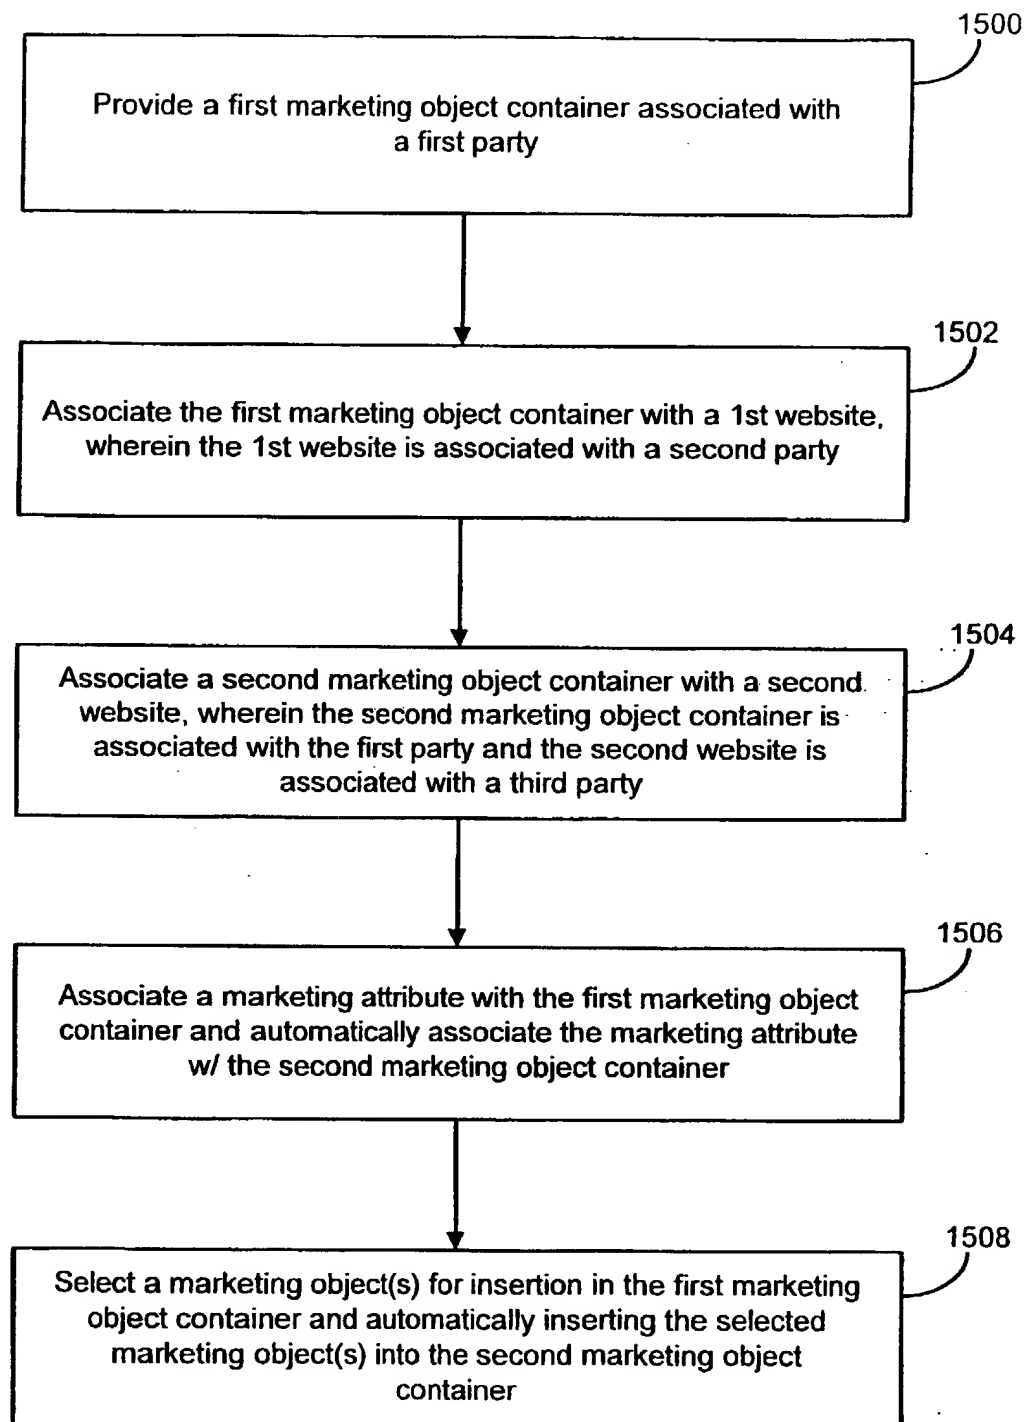 1500
Provide a first marketing object container associated with
a first party
1502
Associate the first marketing object container with a 1st website,
wherein the 1st website is associated with a second party
1504
Associate a second marketing object container with a second
website, wherein the second marketing object container is
associated with the first party and the second website is
associated with a third party
1506
Associate a marketing attribute with the first marketing object
container and automatically associate the marketing attribute
w/ the second marketing object container
1508
Select a marketing object(s) for insertion in the first marketing
object container and automatically inserting the selected
marketing object(s) into the second marketing object
container